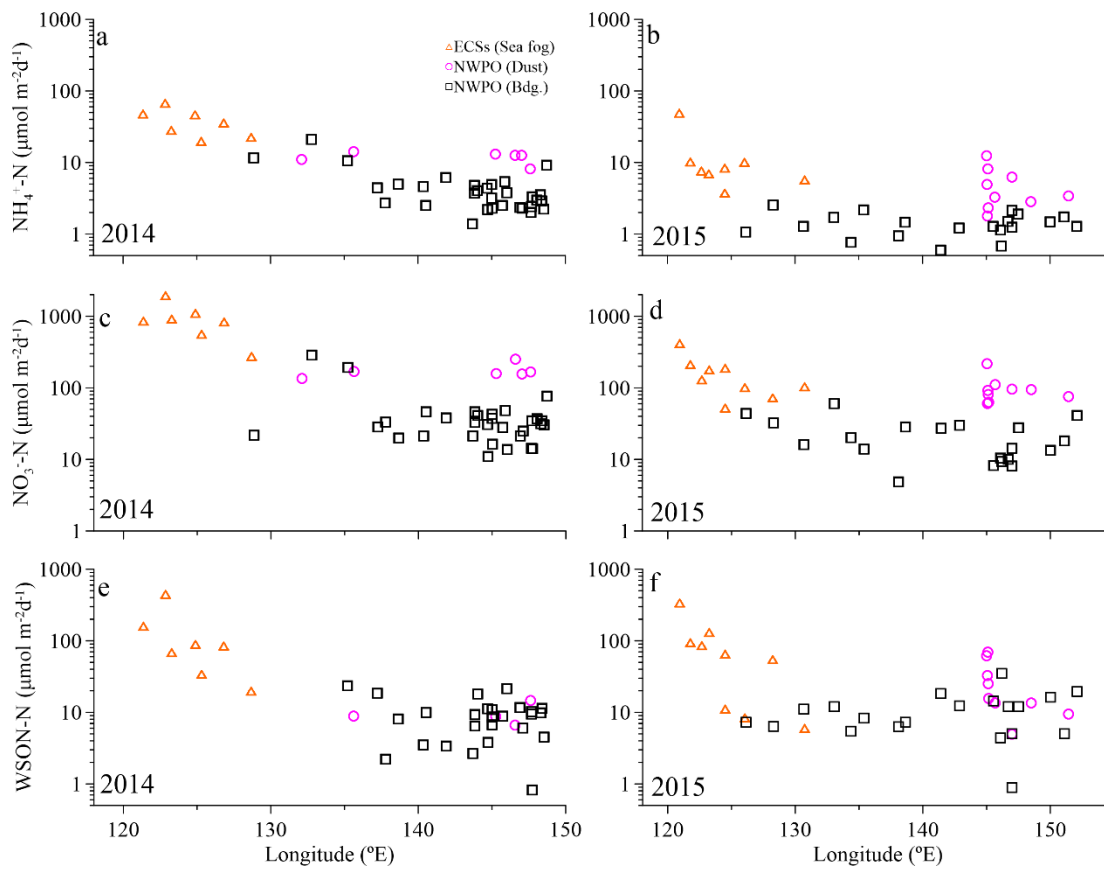 a
1000
100
10
1
NH₄⁺-N (μmol m⁻²d⁻¹)
2014
ECSs (Sea fog)
NWPO (Dust)
NWPO (Bdg.)
b
1000
100
10
1
2015
c
1000
100
10
1
NO₃⁻-N (μmol m⁻²d⁻¹)
2014
d
1000
100
10
1
2015
e
1000
100
10
1
WSON-N (μmol m⁻²d⁻¹)
2014
120 130 140 150
Longitude (ºE)
f
1000
100
10
1
2015
120 130 140 150
Longitude (ºE)